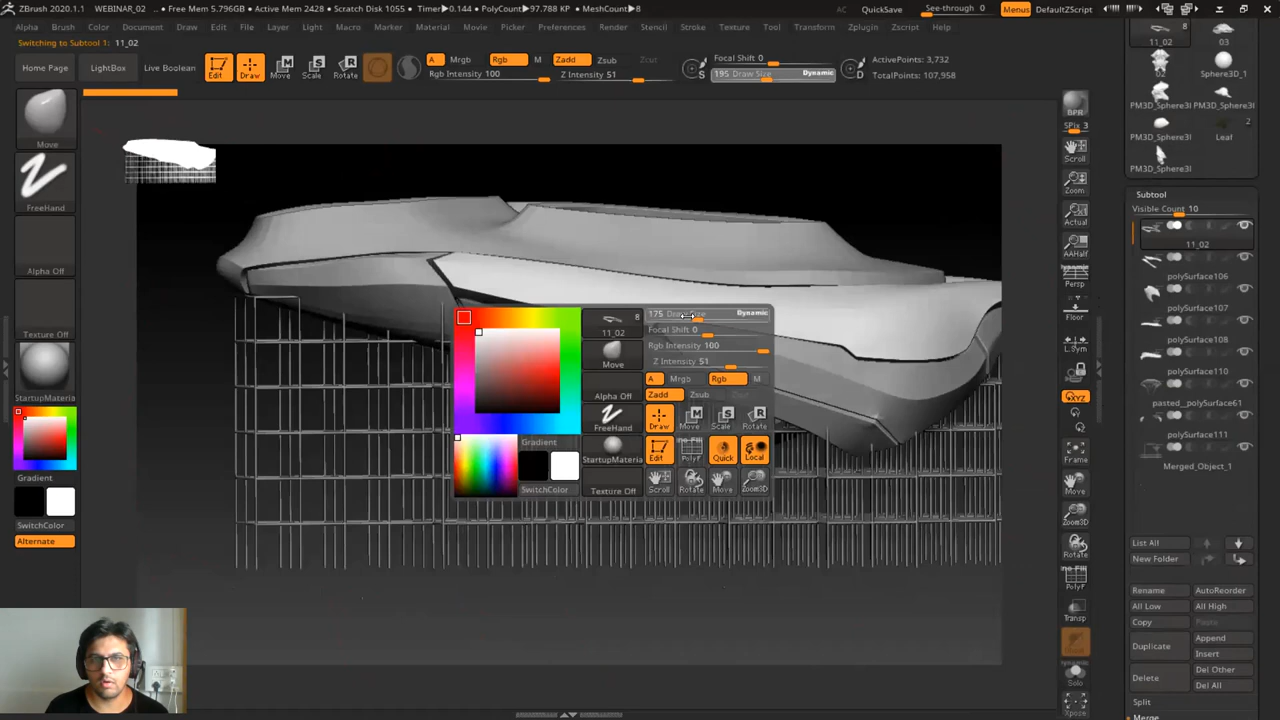 ZBrush 2020.1.1 WEBINAR_02 • Free Mem 5.796GB • Active Mem 2428 • Scratch Disk 1055 • Timer▶0.144 • PolyCount▶97.788 KP • MeshCount▶8 AC QuickSave See-through 0 Menus DefaultZScript
Alpha Brush Color Document Draw Edit File Layer Light Macro Marker Material Movie Picker Preferences Render Stencil Stroke Texture Tool Transform Zplugin Zscript Help
Switching to Subtool 1: 11_02
Home Page LightBox Live Boolean Edit Draw Move Scale Rotate
A Mrgb Rgb M Zadd Zsub Zcut
Rgb Intensity 100 Z Intensity 51
S Focal Shift 0 D ActivePoints: 3,732
195 Draw Size Dynamic TotalPoints: 107,958
Move
FreeHand
Alpha Off
Texture Off
StartupMateria
Gradient
SwitchColor
Alternate
175 Draw Size Dynamic
8
11_02
Focal Shift 0
Rgb Intensity 100
Move
Z Intensity 51
A Mrgb Rgb M
Alpha Off
Zadd Zsub Zcut
FreeHand
Draw Move Scale Rotate
Gradient
StartupMateria
Edit PolyF Quick Local
SwitchColor
Texture Off
Scroll Rotate Move Zoom3D
BPR
SPix 3
Scroll
Zoom
Actual
AAHalf
Persp
Floor
L.Sym
XYZ
Frame
Move
Zoom3D
Rotate
PolyF
Transp
Solo
Xpose
8
11_02 03
02 Sphere3D_1
PM3D_Sphere3I PM3D_Sphere3I
2
PM3D_Sphere3I Leaf
PM3D_Sphere3I
Subtool
Visible Count 10
11_02
polySurface106
polySurface107
polySurface108
polySurface110
pasted_polySurface61
polySurface111
Merged_Object_1
List All
New Folder
Rename AutoReorder
All Low All High
Copy Paste
Duplicate Append
Insert
Delete Del Other
Del All
Split
Merge